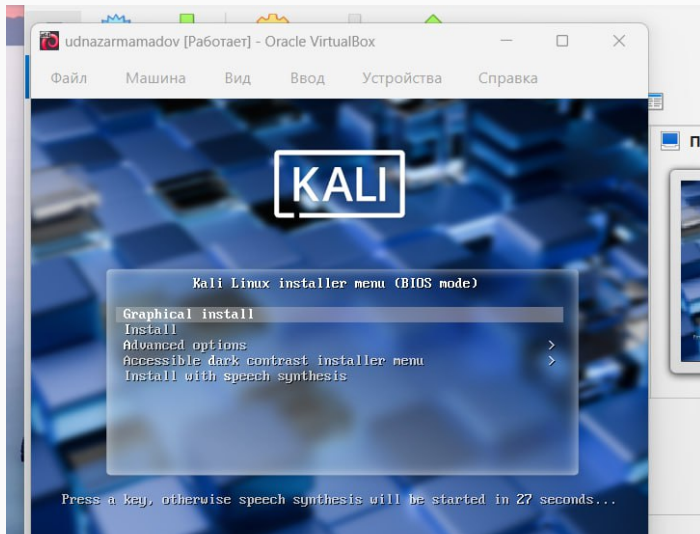 udnazarmamadov [Работает] - Oracle VirtualBox
Файл Машина Вид Ввод Устройства Справка
KALI
Kali Linux installer menu (BIOS mode)
Graphical install
Install
Advanced options >
Accessible dark contrast installer menu >
Install with speech synthesis
Press a key, otherwise speech synthesis will be started in 27 seconds...
П